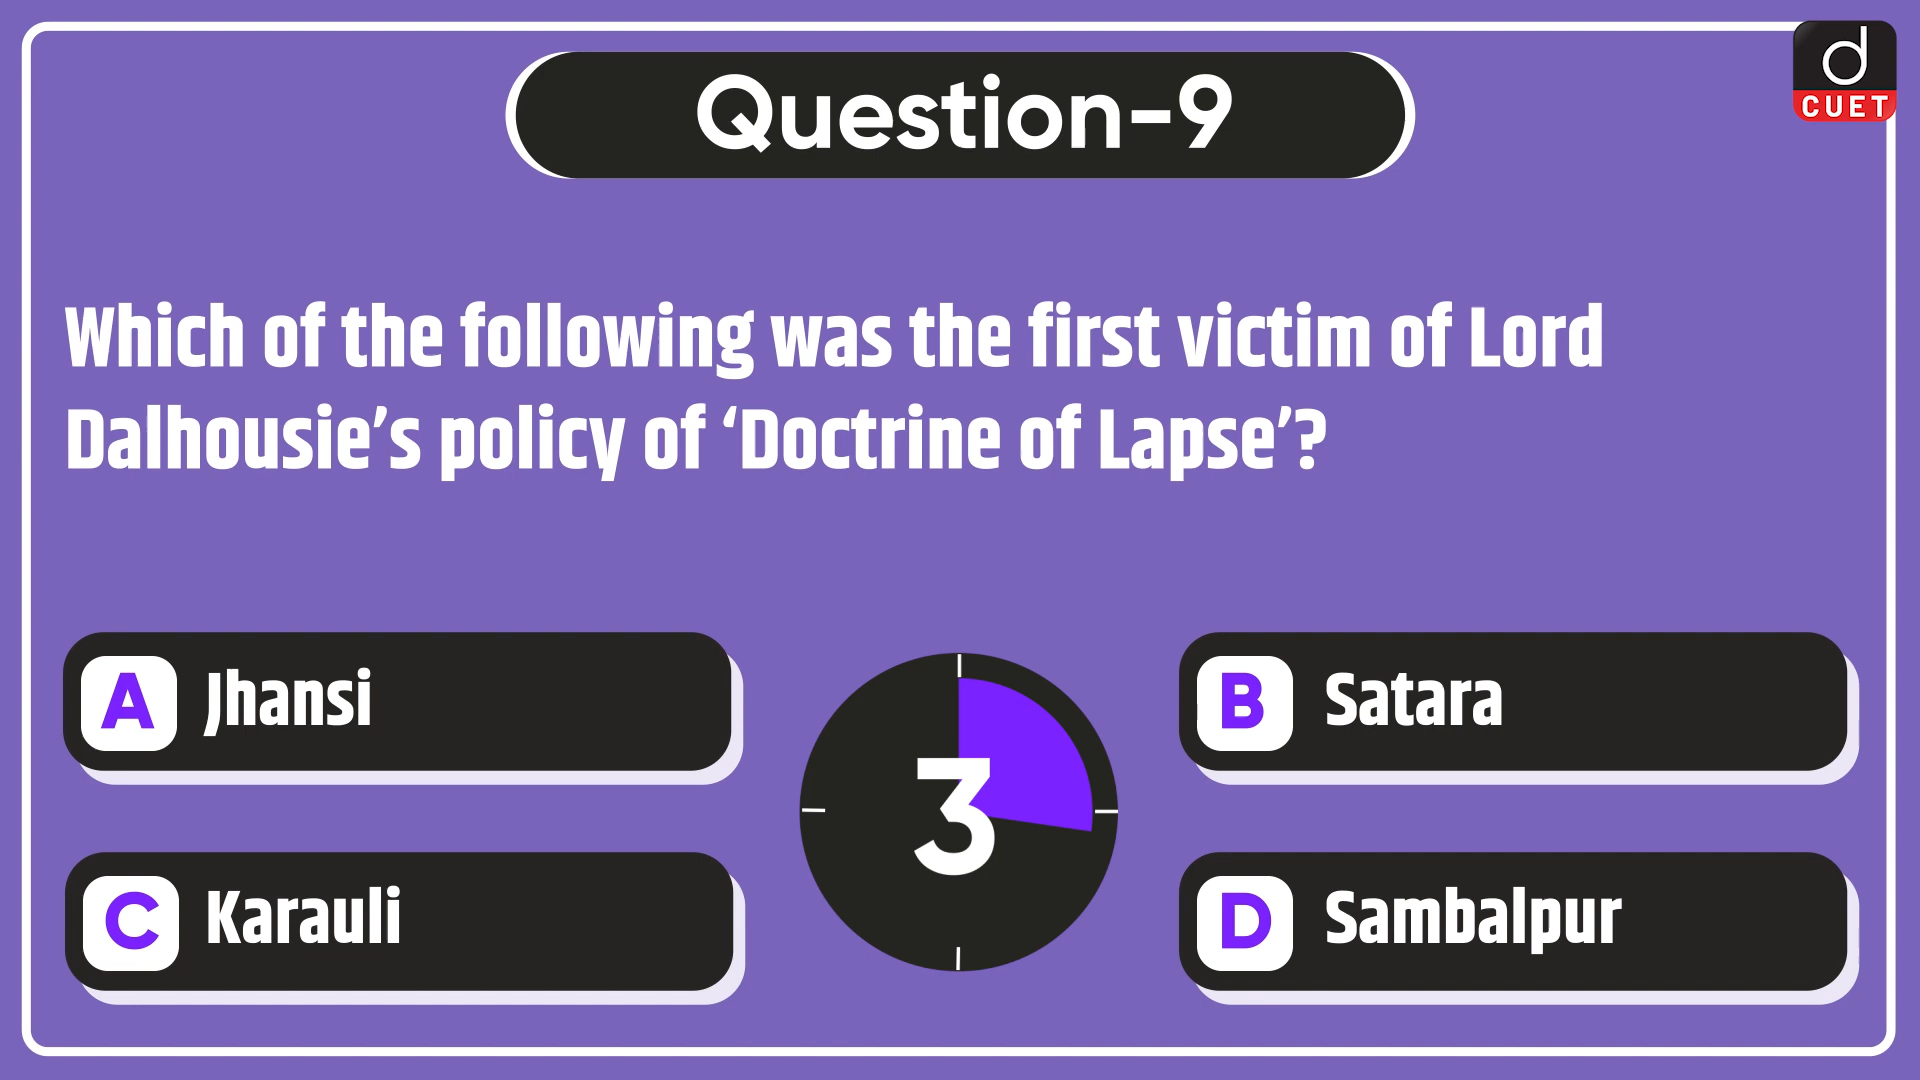 Question-9
d
CUET
Which of the following was the first victim of Lord
Dalhousie’s policy of ‘Doctrine of Lapse’?
A Jhansi
B Satara
3
C Karauli
D Sambalpur